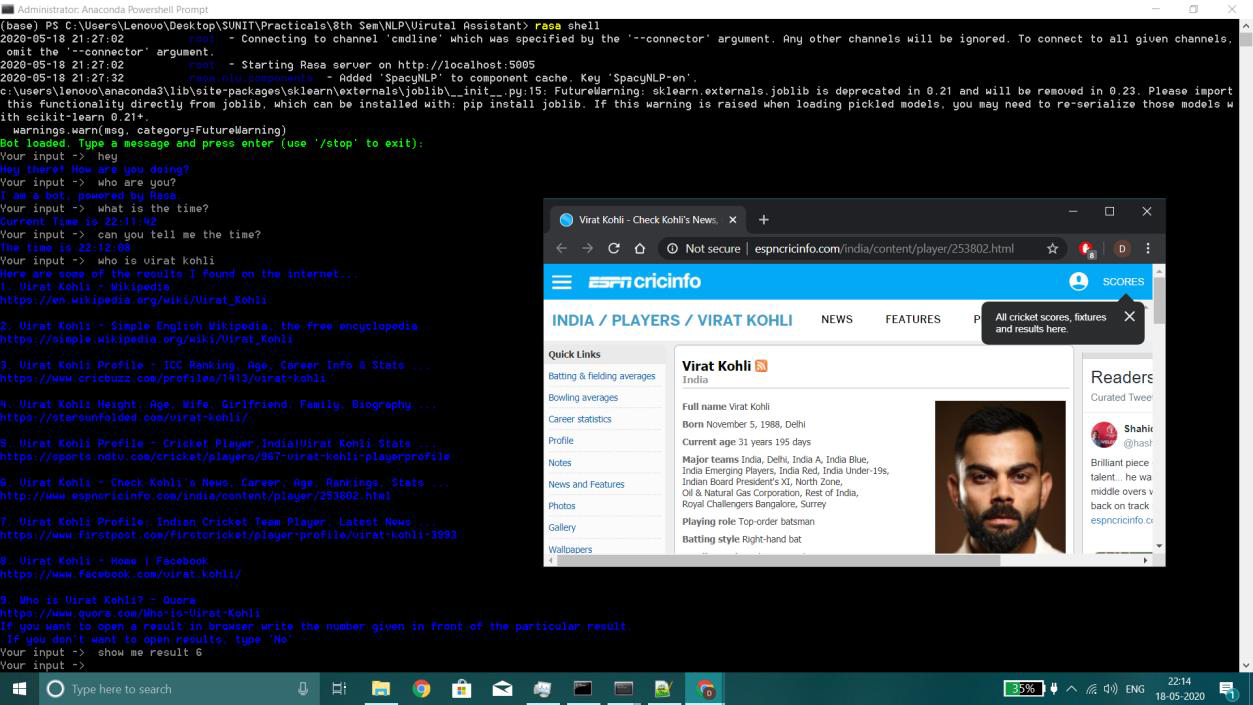 Administrator: Anaconda Powershell Prompt
(base) PS C:\Users\Lenovo\Desktop\SVNIT\Practicals\8th Sem\NLP\Virutal Assistant> rasa shell
2020-05-18 21:27:02 root - Connecting to channel 'cmdline' which was specified by the '--connector' argument. Any other channels will be ignored. To connect to all given channels,
omit the '--connector' argument.
2020-05-18 21:27:02 root - Starting Rasa server on http://localhost:5005
2020-05-18 21:27:32 rasa.nlu.components - Added 'SpacyNLP' to component cache. Key 'SpacyNLP-en'.
c:\users\lenovo\anaconda3\lib\site-packages\sklearn\externals\joblib\__init__.py:15: FutureWarning: sklearn.externals.joblib is deprecated in 0.21 and will be removed in 0.23. Please import
this functionality directly from joblib, which can be installed with: pip install joblib. If this warning is raised when loading pickled models, you may need to re-serialize those models w
ith scikit-learn 0.21+.
warnings.warn(msg, category=FutureWarning)
Bot loaded. Type a message and press enter (use '/stop' to exit):
Your input -> hey
Hey there! How are you doing?
Your input -> who are you?
I am a bot, powered by Rasa.
Your input -> what is the time?
Current Time is 22:11:42
Your input -> can you tell me the time?
The time is 22:12:08
Your input -> who is virat kohli
Here are some of the results I found on the internet...
1. Virat Kohli - Wikipedia
https://en.wikipedia.org/wiki/Virat_Kohli
2. Virat Kohli - Simple English Wikipedia, the free encyclopedia
https://simple.wikipedia.org/wiki/Virat_Kohli
3. Virat Kohli Profile - ICC Ranking, Age, Career Info & Stats ...
https://www.cricbuzz.com/profiles/1413/virat-kohli
4. Virat Kohli Height, Age, Wife, Girlfriend, Family, Biography ...
https://starsunfolded.com/virat-kohli/
5. Virat Kohli Profile - Cricket Player,India|Virat Kohli Stats ...
https://sports.ndtv.com/cricket/players/967-virat-kohli-playerprofile
6. Virat Kohli - Check Kohli's News, Career, Age, Rankings, Stats ...
http://www.espncricinfo.com/india/content/player/253802.html
7. Virat Kohli Profile: Indian Cricket Team Player, Latest News ...
https://www.firstpost.com/firstcricket/player-profile/virat-kohli-3993
8. Virat Kohli - Home | Facebook
https://www.facebook.com/virat.kohli/
9. Who is Virat Kohli? - Quora
https://www.quora.com/Who-is-Virat-Kohli
If you want to open a result in browser write the number given in front of the particular result.
.If you don't want to open results, type 'No'
Your input -> show me result 6
Your input ->
Virat Kohli - Check Kohli's News,
Not secure | espncricinfo.com/india/content/player/253802.html
8
D
ESPN cricinfo
SCORES
INDIA / PLAYERS / VIRAT KOHLI NEWS FEATURES P
All cricket scores, fixtures
and results here.
Quick Links
Batting & fielding averages
Bowling averages
Career statistics
Profile
Notes
News and Features
Photos
Gallery
Wallpapers
Virat Kohli
India
Full name Virat Kohli
Born November 5, 1988, Delhi
Current age 31 years 195 days
Major teams India, Delhi, India A, India Blue,
India Emerging Players, India Red, India Under-19s,
Indian Board President's XI, North Zone,
Oil & Natural Gas Corporation, Rest of India,
Royal Challengers Bangalore, Surrey
Playing role Top-order batsman
Batting style Right-hand bat
Readers
Curated Twee
Shahid
@hash
Brilliant piece
talent... he wa
middle overs
back on track
espncricinfo.co
Type here to search
35%
ENG
22:14
18-05-2020
1